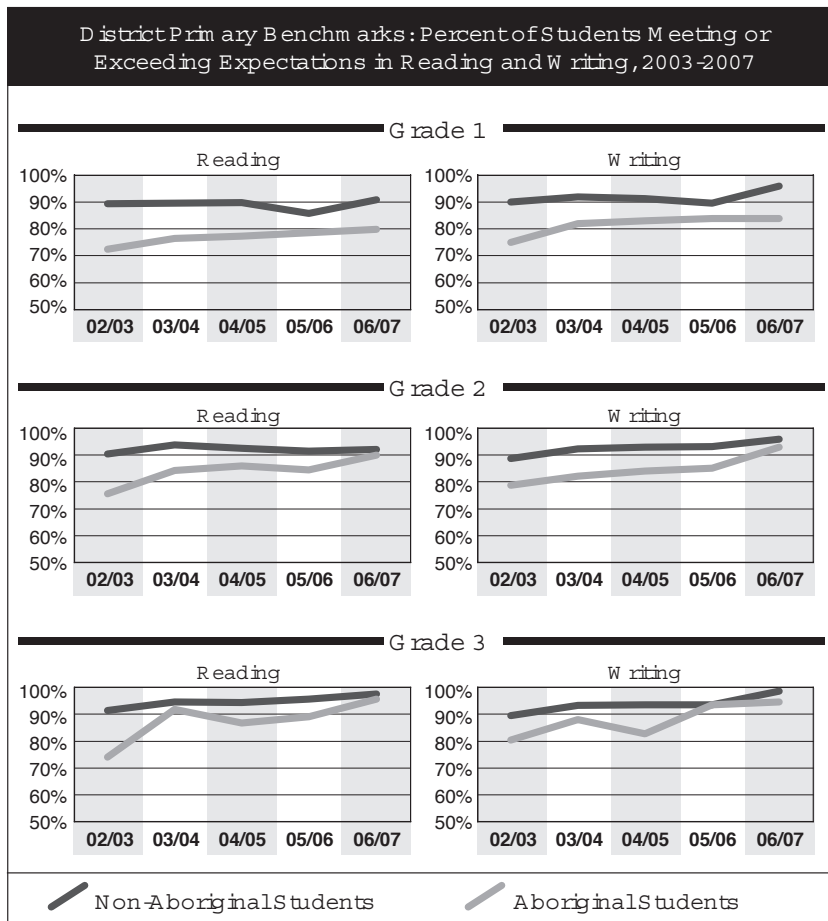 District Primary Benchmarks: Percent of Students Meeting or
Exceeding Expectations in Reading and Writing, 2003-2007
Grade 1
Reading
100%
90%
80%
70%
60%
50%
02/03 03/04 04/05 05/06 06/07
Writing
100%
90%
80%
70%
60%
50%
02/03 03/04 04/05 05/06 06/07
Grade 2
Reading
100%
90%
80%
70%
60%
50%
02/03 03/04 04/05 05/06 06/07
Writing
100%
90%
80%
70%
60%
50%
02/03 03/04 04/05 05/06 06/07
Grade 3
Reading
100%
90%
80%
70%
60%
50%
02/03 03/04 04/05 05/06 06/07
Writing
100%
90%
80%
70%
60%
50%
02/03 03/04 04/05 05/06 06/07
Non-Aboriginal Students
Aboriginal Students